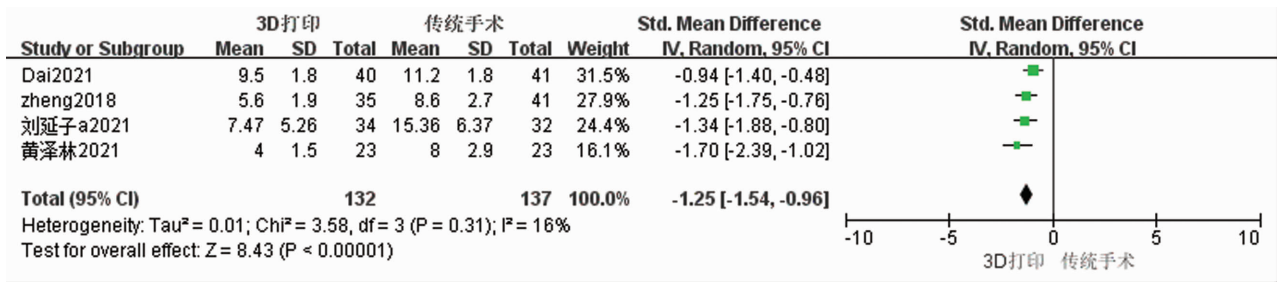 3D打印 传统手术 Std. Mean Difference Std. Mean Difference
Study or Subgroup Mean SD Total Mean SD Total Weight IV, Random, 95% CI IV, Random, 95% CI
Dai2021 9.5 1.8 40 11.2 1.8 41 31.5% -0.94 [-1.40, -0.48]
zheng2018 5.6 1.9 35 8.6 2.7 41 27.9% -1.25 [-1.75, -0.76]
刘延子a2021 7.47 5.26 34 15.36 6.37 32 24.4% -1.34 [-1.88, -0.80]
黄泽林2021 4 1.5 23 8 2.9 23 16.1% -1.70 [-2.39, -1.02]
Total (95% CI) 132 137 100.0% -1.25 [-1.54, -0.96]
Heterogeneity: Tau² = 0.01; Chi² = 3.58, df = 3 (P = 0.31); I² = 16%
Test for overall effect: Z = 8.43 (P < 0.00001)
-10 -5 0 5 10
3D打印 传统手术